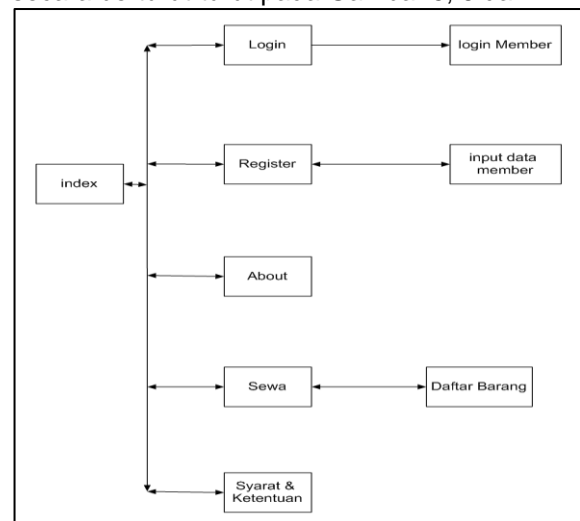 Login
login Member
Register
input data
member
index
About
Sewa
Daftar Barang
Syarat &
Ketentuan